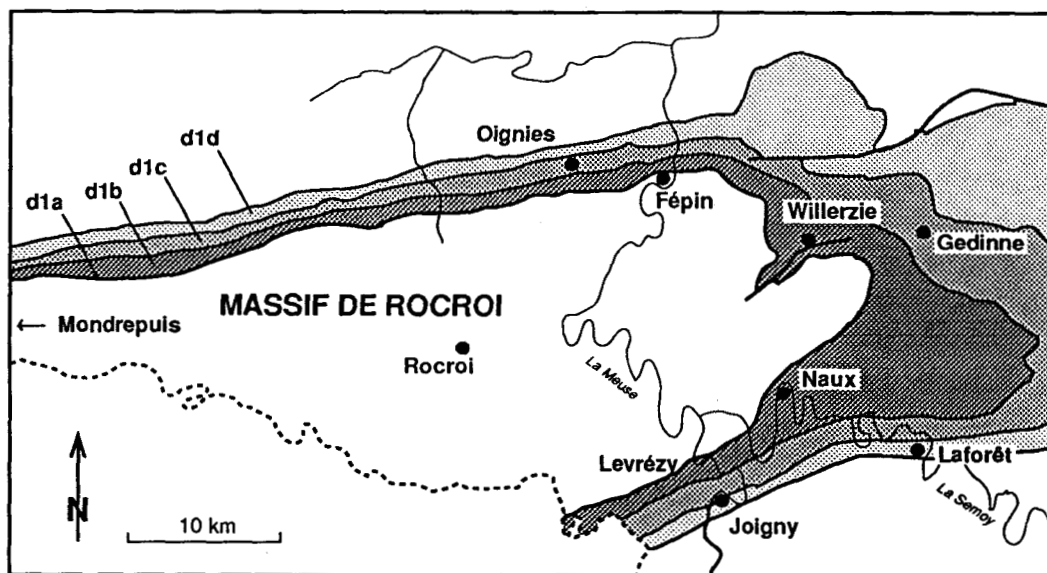 Oignies
d1d
d1c
d1b
d1a
Fépin
Willerzie
Gedinne
MASSIF DE ROCROI
← Mondrepuis
Rocroi
La Meuse
Naux
Levrézy
Laforêt
La Semoy
Joigny
N
10 km